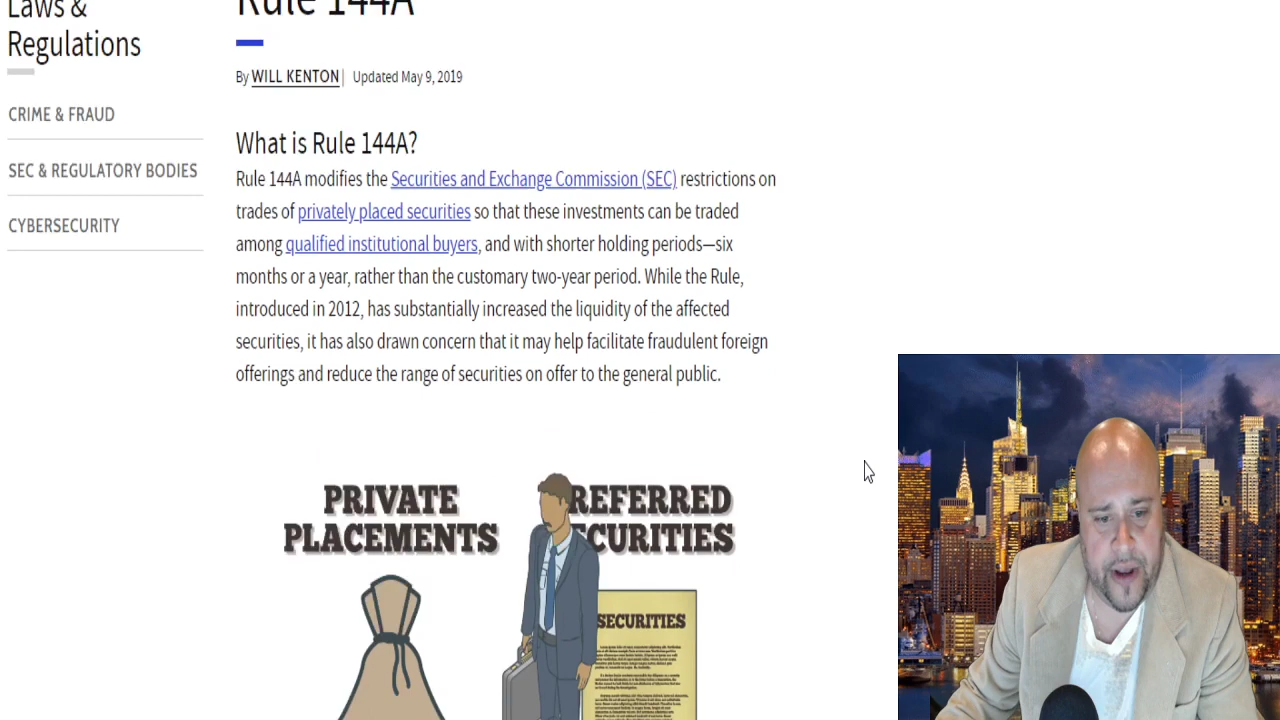 Laws &
Regulations
CRIME & FRAUD
SEC & REGULATORY BODIES
CYBERSECURITY
Rule 144A
By WILL KENTON | Updated May 9, 2019
What is Rule 144A?
Rule 144A modifies the Securities and Exchange Commission (SEC) restrictions on
trades of privately placed securities so that these investments can be traded
among qualified institutional buyers, and with shorter holding periods—six
months or a year, rather than the customary two-year period. While the Rule,
introduced in 2012, has substantially increased the liquidity of the affected
securities, it has also drawn concern that it may help facilitate fraudulent foreign
offerings and reduce the range of securities on offer to the general public.
PRIVATE
PLACEMENTS
REFERRED
ECURITIES
SECURITIES